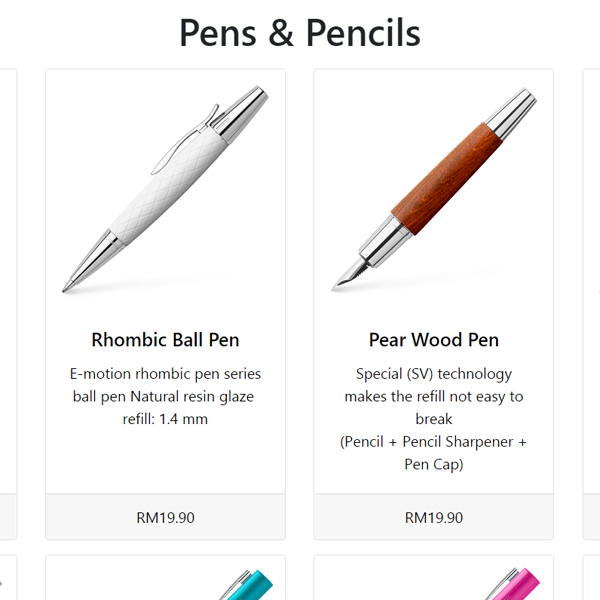 Pens & Pencils
Rhombic Ball Pen
E-motion rhombic pen series
ball pen Natural resin glaze
refill: 1.4 mm
RM19.90
Pear Wood Pen
Special (SV) technology
makes the refill not easy to
break
(Pencil + Pencil Sharpener +
Pen Cap)
RM19.90